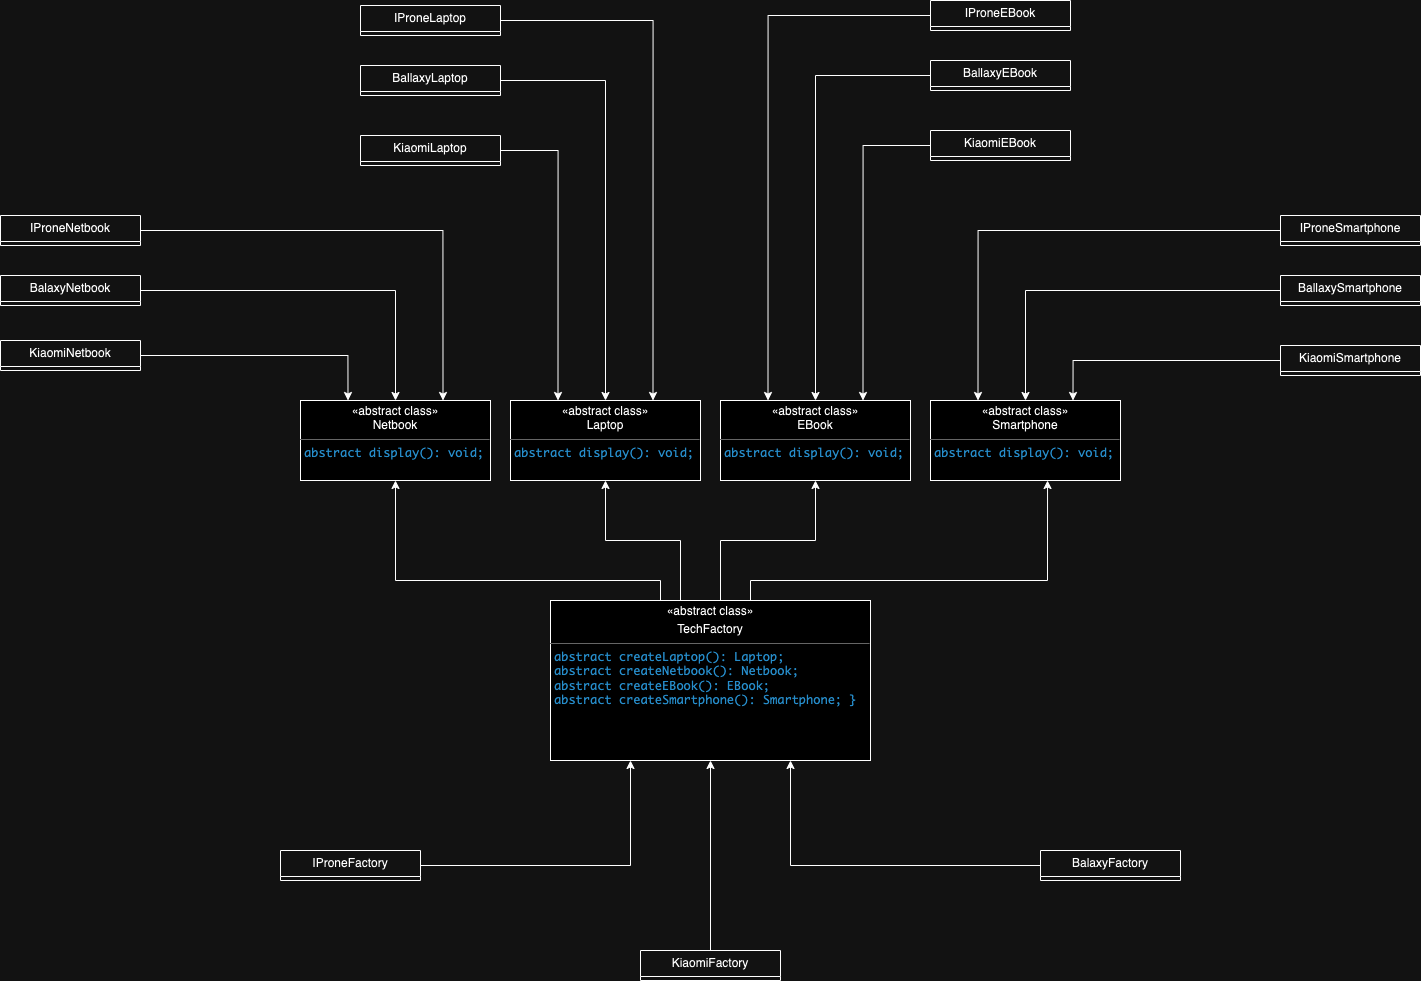 IProneLaptop
IProneEBook
BallaxyLaptop
BallaxyEBook
KiaomiLaptop
KiaomiEBook
IProneNetbook
IProneSmartphone
BalaxyNetbook
BallaxySmartphone
KiaomiNetbook
KiaomiSmartphone
«abstract class»
Netbook
abstract display(): void;
«abstract class»
Laptop
abstract display(): void;
«abstract class»
EBook
abstract display(): void;
«abstract class»
Smartphone
abstract display(): void;
«abstract class»
TechFactory
abstract createLaptop(): Laptop;
abstract createNetbook(): Netbook;
abstract createEBook(): EBook;
abstract createSmartphone(): Smartphone; }
IProneFactory
BalaxyFactory
KiaomiFactory